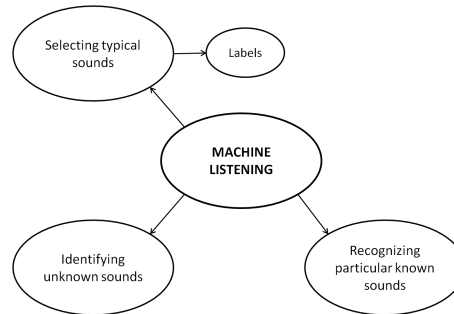 Selecting typical
sounds
Labels
MACHINE
LISTENING
Identifying
unknown sounds
Recognizing
particular known
sounds